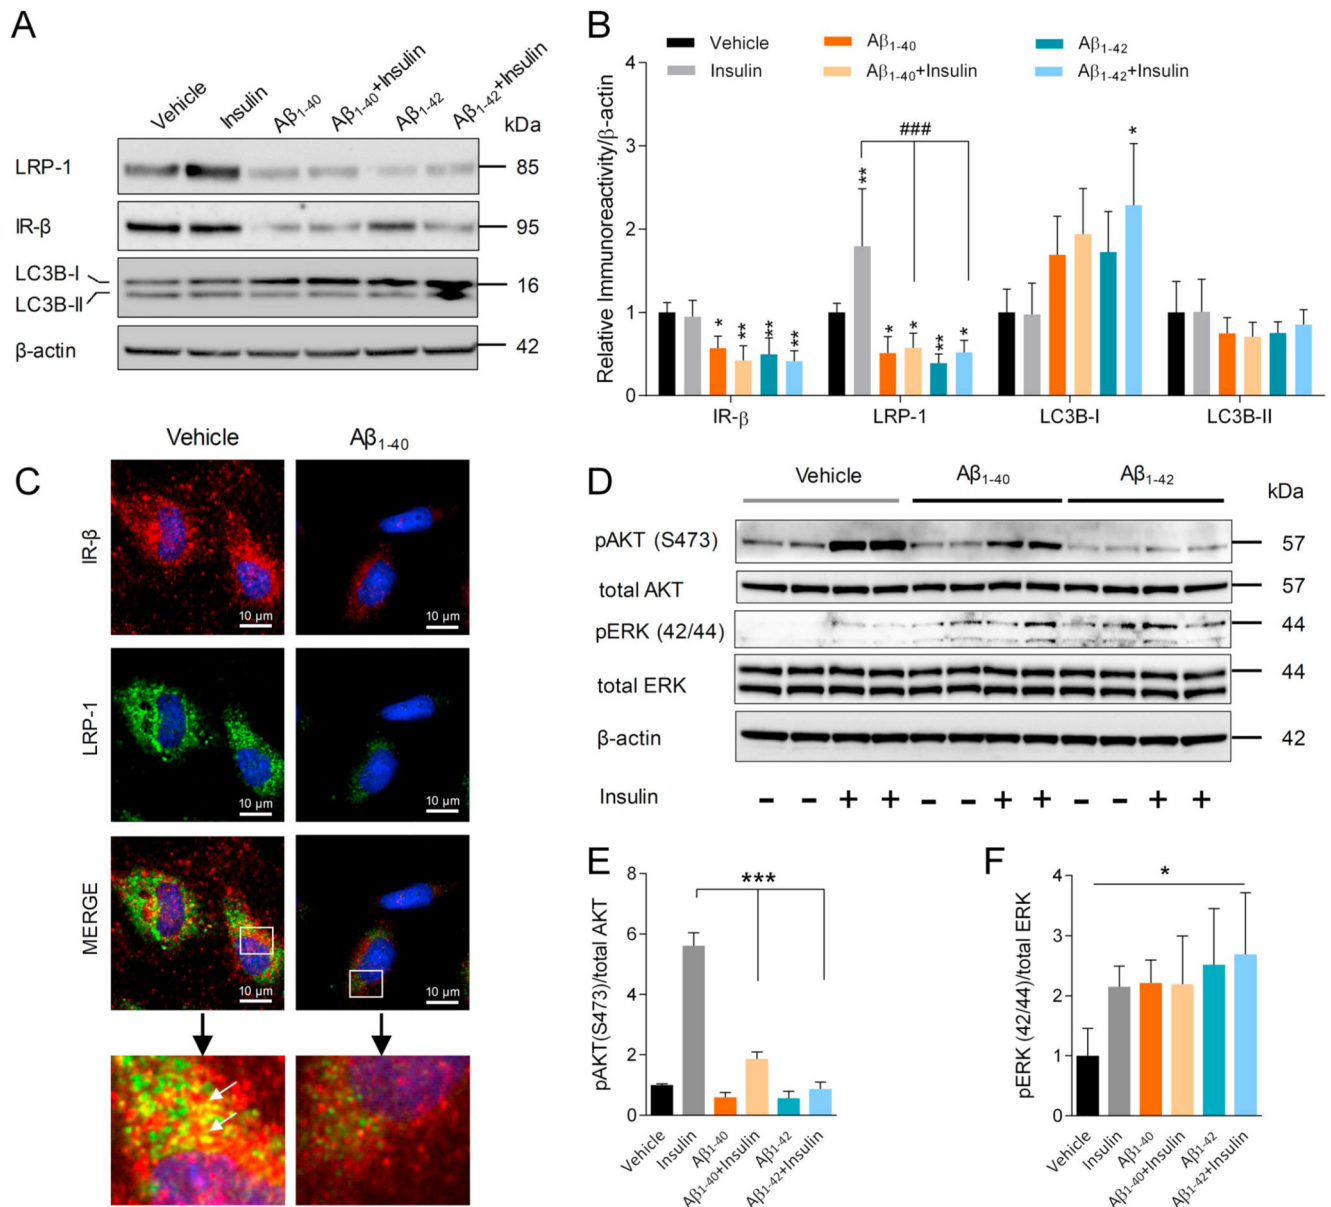 A
Vehicle
Insulin
Aβ1-40
Aβ1-40+Insulin
Aβ1-42
Aβ1-42+Insulin
kDa
LRP-1
85
IR-β
95
LC3B-I
16
LC3B-II
β-actin
42
B
Vehicle
Aβ1-40
Aβ1-42
Insulin
Aβ1-40+Insulin
Aβ1-42+Insulin
Relative Immunoreactivity/β-actin
4
3
2
1
0
###
**
*
** ** **
* * ** *
*
IR-β
LRP-1
LC3B-I
LC3B-II
C
Vehicle
Aβ1-40
IR-β
10 μm
10 μm
LRP-1
10 μm
10 μm
MERGE
10 μm
10 μm
D
Vehicle
Aβ1-40
Aβ1-42
kDa
pAKT (S473)
57
total AKT
57
pERK (42/44)
44
total ERK
44
β-actin
42
Insulin
- - + + - - + + - - + +
E
pAKT(S473)/total AKT
8
6
4
2
0
***
Vehicle
Insulin
Aβ1-40
Aβ1-40+Insulin
Aβ1-42
Aβ1-42+Insulin
F
pERK (42/44)/total ERK
4
3
2
1
0
*
Vehicle
Insulin
Aβ1-40
Aβ1-40+Insulin
Aβ1-42
Aβ1-42+Insulin